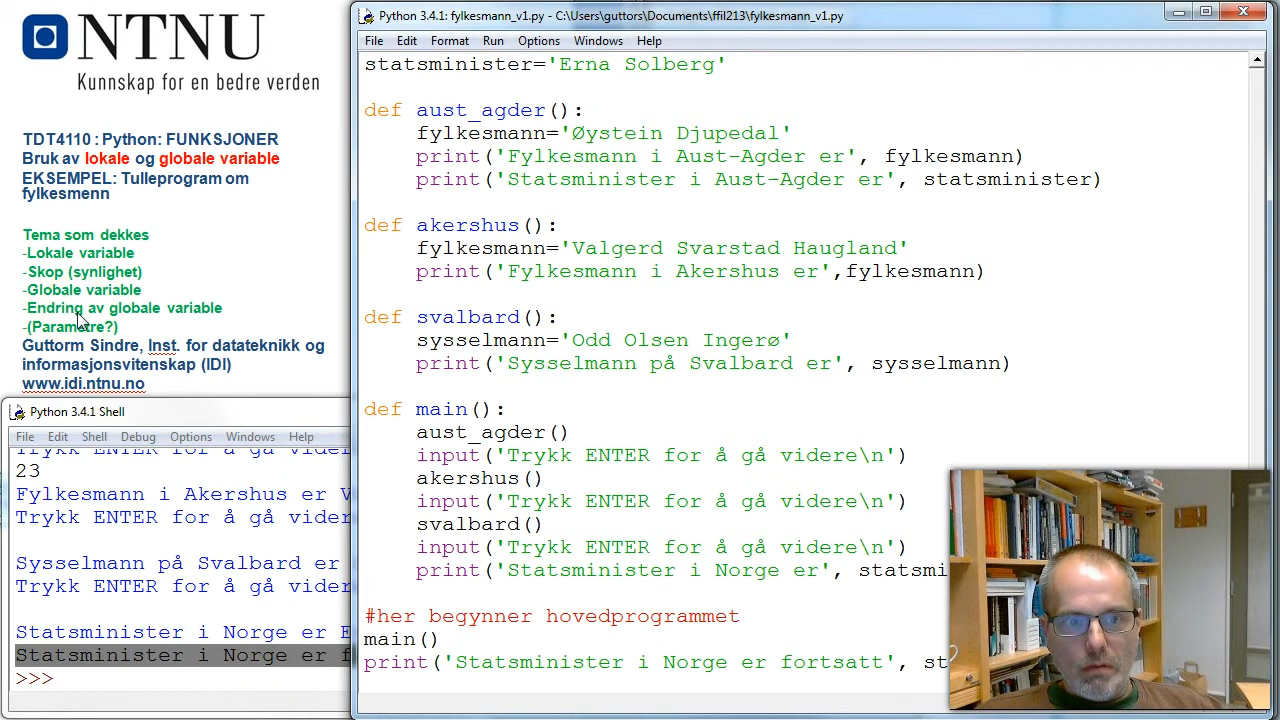 NTNU
Kunnskap for en bedre verden
TDT4110 : Python: FUNKSJONER
Bruk av lokale og globale variable
EKSEMPEL: Tulleprogram om
fylkesmenn
Tema som dekkes
-Lokale variable
-Skop (synlighet)
-Globale variable
-Endring av globale variable
-(Parametre?)
Guttorm Sindre, Inst. for datateknikk og
informasjonsvitenskap (IDI)
www.idi.ntnu.no
Python 3.4.1 Shell
File Edit Shell Debug Options Windows Help
Trykk ENTER for å gå vider
23
Fylkesmann i Akershus er V
Trykk ENTER for å gå vider
Sysselmann på Svalbard er
Trykk ENTER for å gå vider
Statsminister i Norge er E
Statsminister i Norge er f
>>>
Python 3.4.1: fylkesmann_v1.py - C:\Users\guttors\Documents\ffil213\fylkesmann_v1.py
File Edit Format Run Options Windows Help
statsminister='Erna Solberg'
def aust_agder():
fylkesmann='Øystein Djupedal'
print('Fylkesmann i Aust-Agder er', fylkesmann)
print('Statsminister i Aust-Agder er', statsminister)
def akershus():
fylkesmann='Valgerd Svarstad Haugland'
print('Fylkesmann i Akershus er',fylkesmann)
def svalbard():
sysselmann='Odd Olsen Ingerø'
print('Sysselmann på Svalbard er', sysselmann)
def main():
aust_agder()
input('Trykk ENTER for å gå videre\n')
akershus()
input('Trykk ENTER for å gå videre\n')
svalbard()
input('Trykk ENTER for å gå videre\n')
print('Statsminister i Norge er', statsmi
#her begynner hovedprogrammet
main()
print('Statsminister i Norge er fortsatt', st